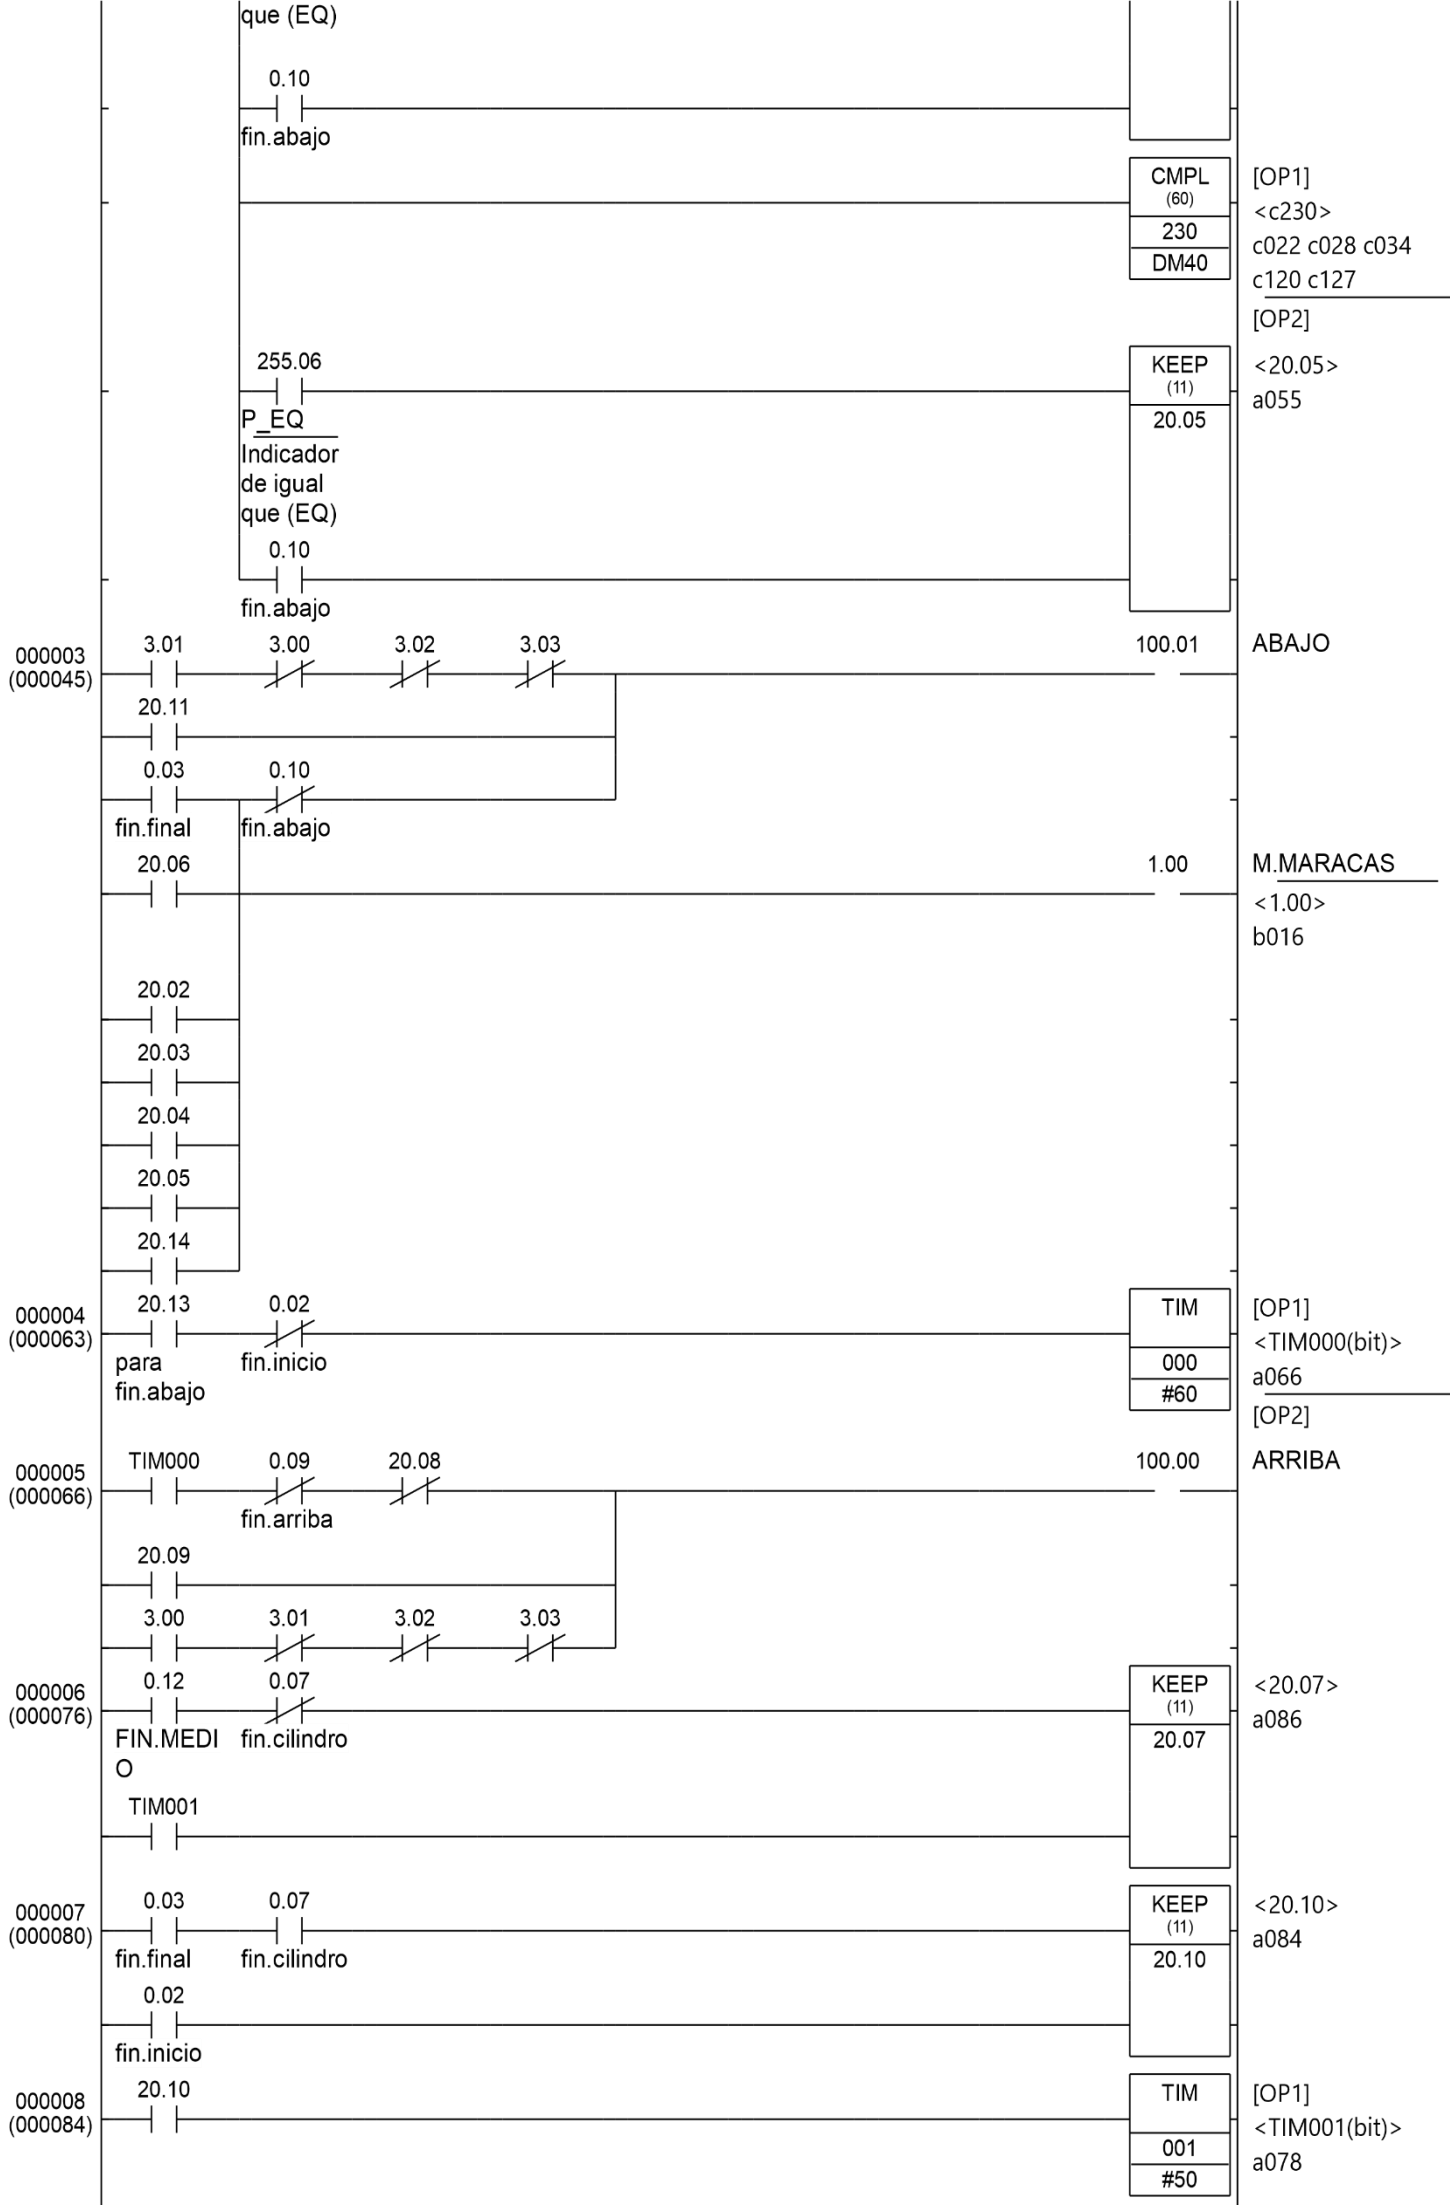 que (EQ)
0.10
fin.abajo
CMPL
(60)
230
DM40
[OP1]
<c230>
c022 c028 c034
c120 c127
[OP2]
255.06
P_EQ
Indicador
de igual
que (EQ)
KEEP
(11)
20.05
<20.05>
a055
0.10
fin.abajo
000003
(000045)
3.01 3.00 3.02 3.03 100.01 ABAJO
20.11
0.03 0.10
fin.final fin.abajo
20.06 1.00 M.MARACAS
<1.00>
b016
20.02
20.03
20.04
20.05
20.14
000004
(000063)
20.13 0.02
para fin.inicio
fin.abajo
TIM
000
#60
[OP1]
<TIM000(bit)>
a066
[OP2]
000005
(000066)
TIM000 0.09 20.08 100.00 ARRIBA
fin.arriba
20.09
3.00 3.01 3.02 3.03
000006
(000076)
0.12 0.07
FIN.MEDI fin.cilindro
O
KEEP
(11)
20.07
<20.07>
a086
TIM001
000007
(000080)
0.03 0.07
fin.final fin.cilindro
KEEP
(11)
20.10
<20.10>
a084
0.02
fin.inicio
000008
(000084)
20.10
TIM
001
#50
[OP1]
<TIM001(bit)>
a078